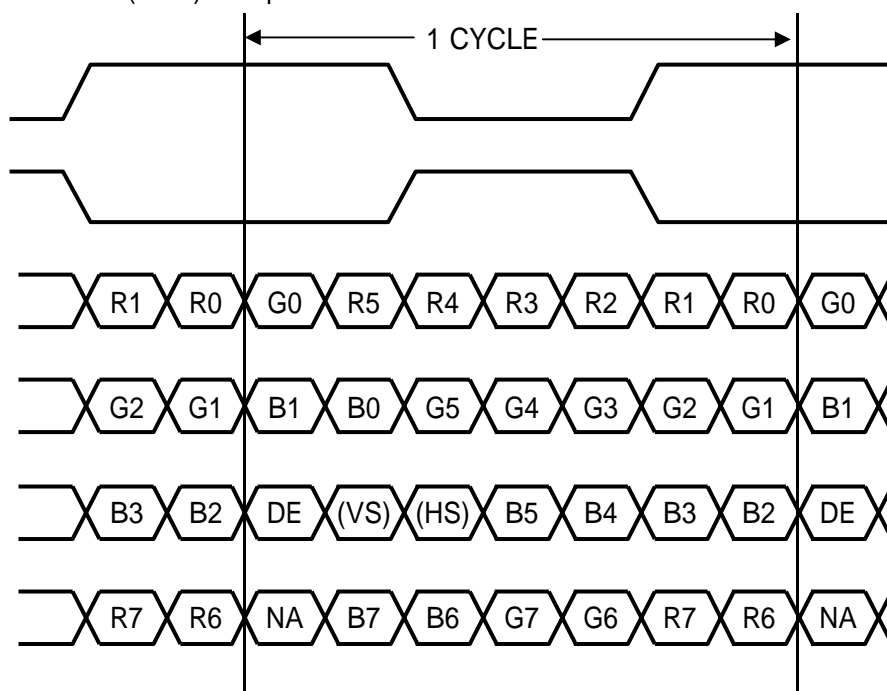 1 CYCLE
R1 R0 G0 R5 R4 R3 R2 R1 R0 G0
G2 G1 B1 B0 G5 G4 G3 G2 G1 B1
B3 B2 DE (VS) (HS) B5 B4 B3 B2 DE
R7 R6 NA B7 B6 G7 G6 R7 R6 NA